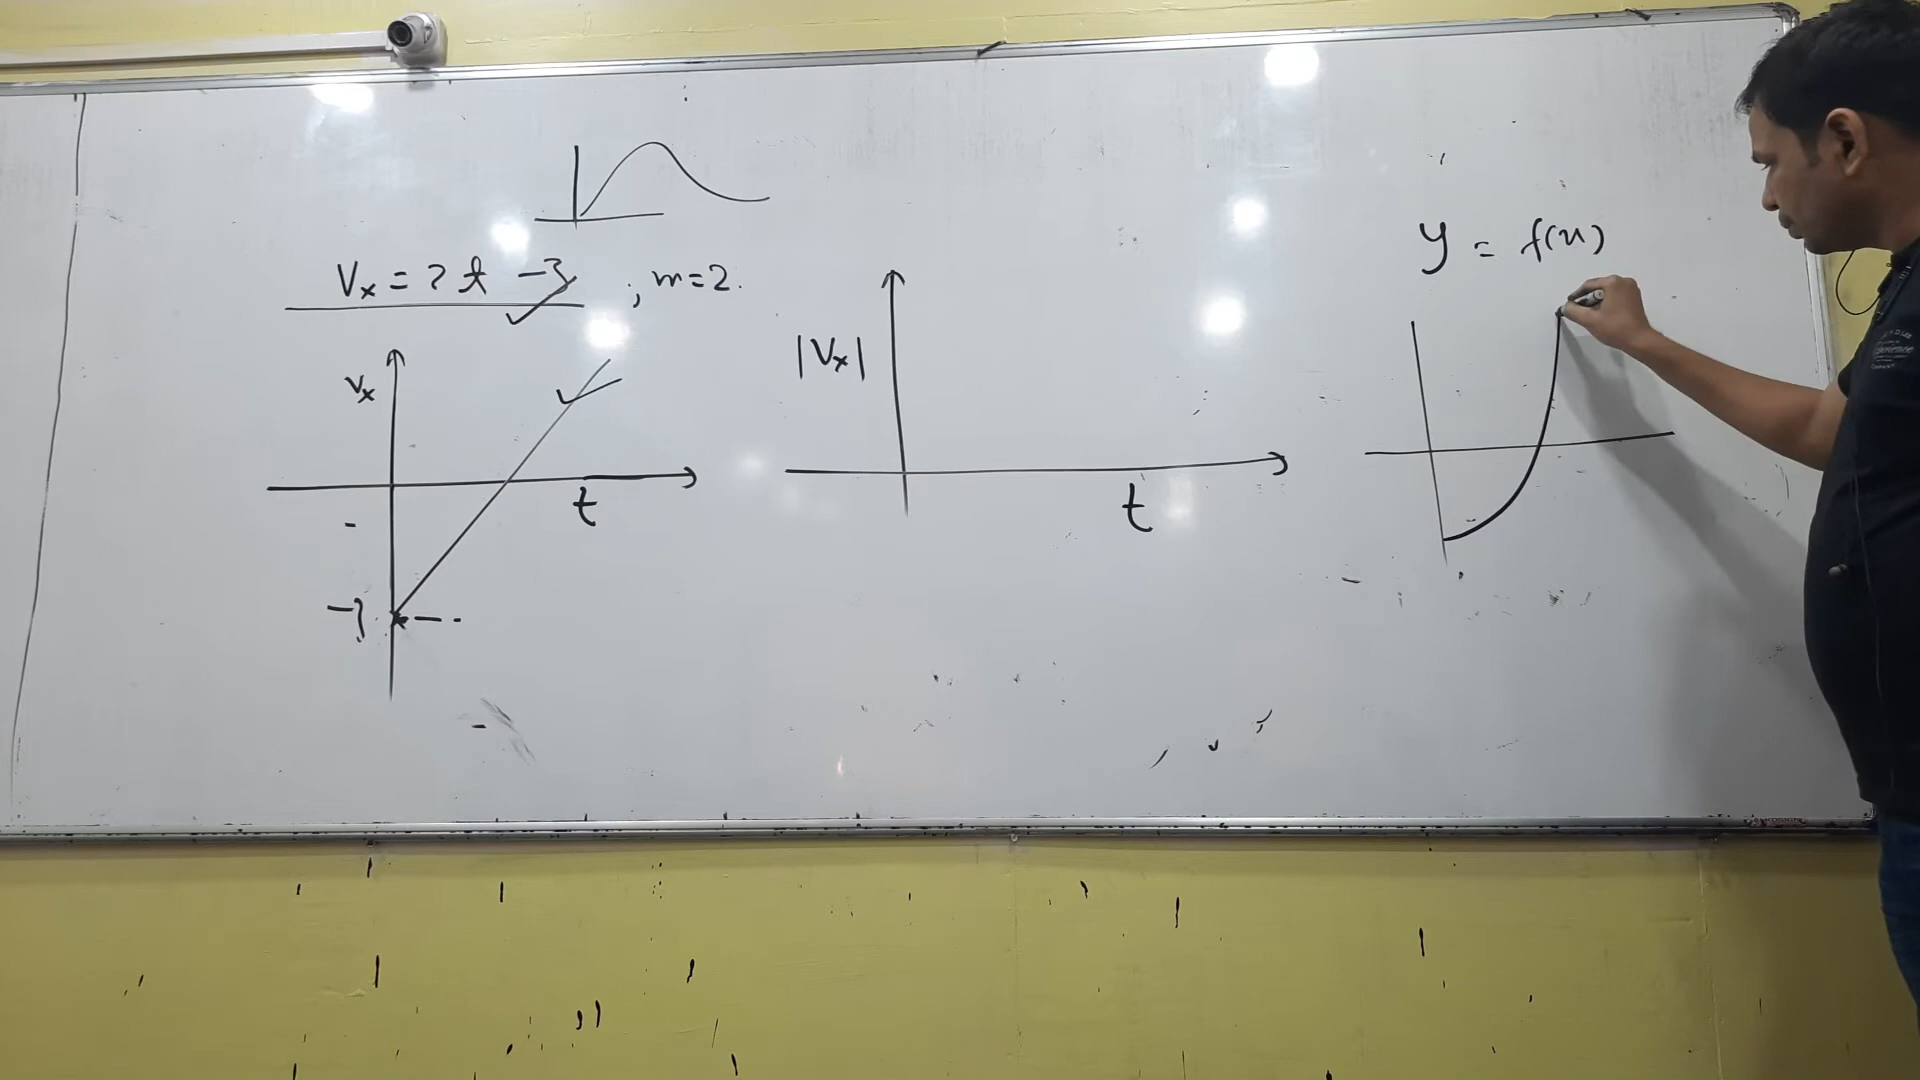 Vx = 2t -3 ; m=2.
Vx
t
-
-3
|Vx|
t
y = f(x)